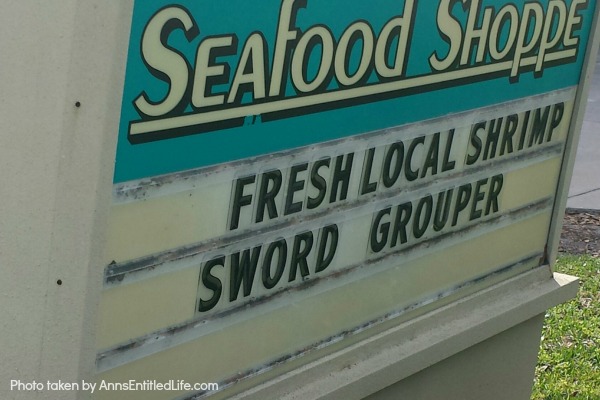 Seafood Shoppe
FRESH LOCAL SHRIMP
SWORD GROUPER
Photo taken by AnnsEntitledLife.com